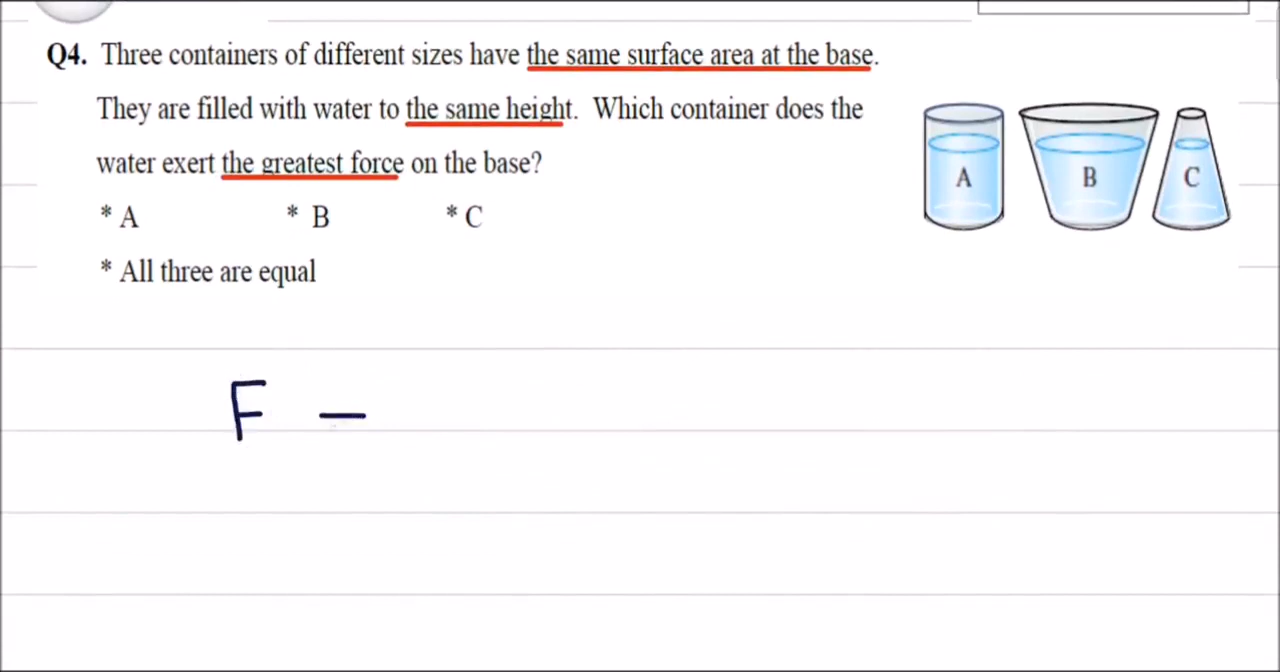 Q4. Three containers of different sizes have the same surface area at the base.
They are filled with water to the same height. Which container does the
water exert the greatest force on the base?
* A * B * C
* All three are equal
A B C
F –